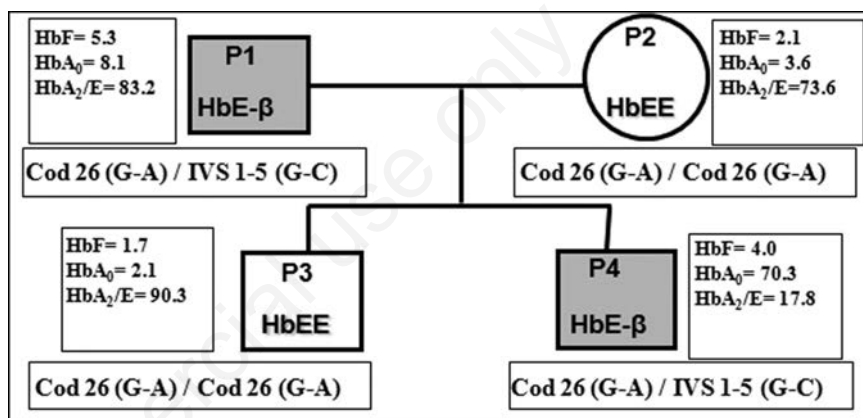 HbF= 5.3
HbA₀= 8.1
HbA₂/E= 83.2
P1
HbE-β
Cod 26 (G-A) / IVS 1-5 (G-C)
P2
HbEE
HbF= 2.1
HbA₀= 3.6
HbA₂/E=73.6
Cod 26 (G-A) / Cod 26 (G-A)
HbF= 1.7
HbA₀= 2.1
HbA₂/E= 90.3
P3
HbEE
Cod 26 (G-A) / Cod 26 (G-A)
P4
HbE-β
HbF= 4.0
HbA₀= 70.3
HbA₂/E= 17.8
Cod 26 (G-A) / IVS 1-5 (G-C)
ercial use only